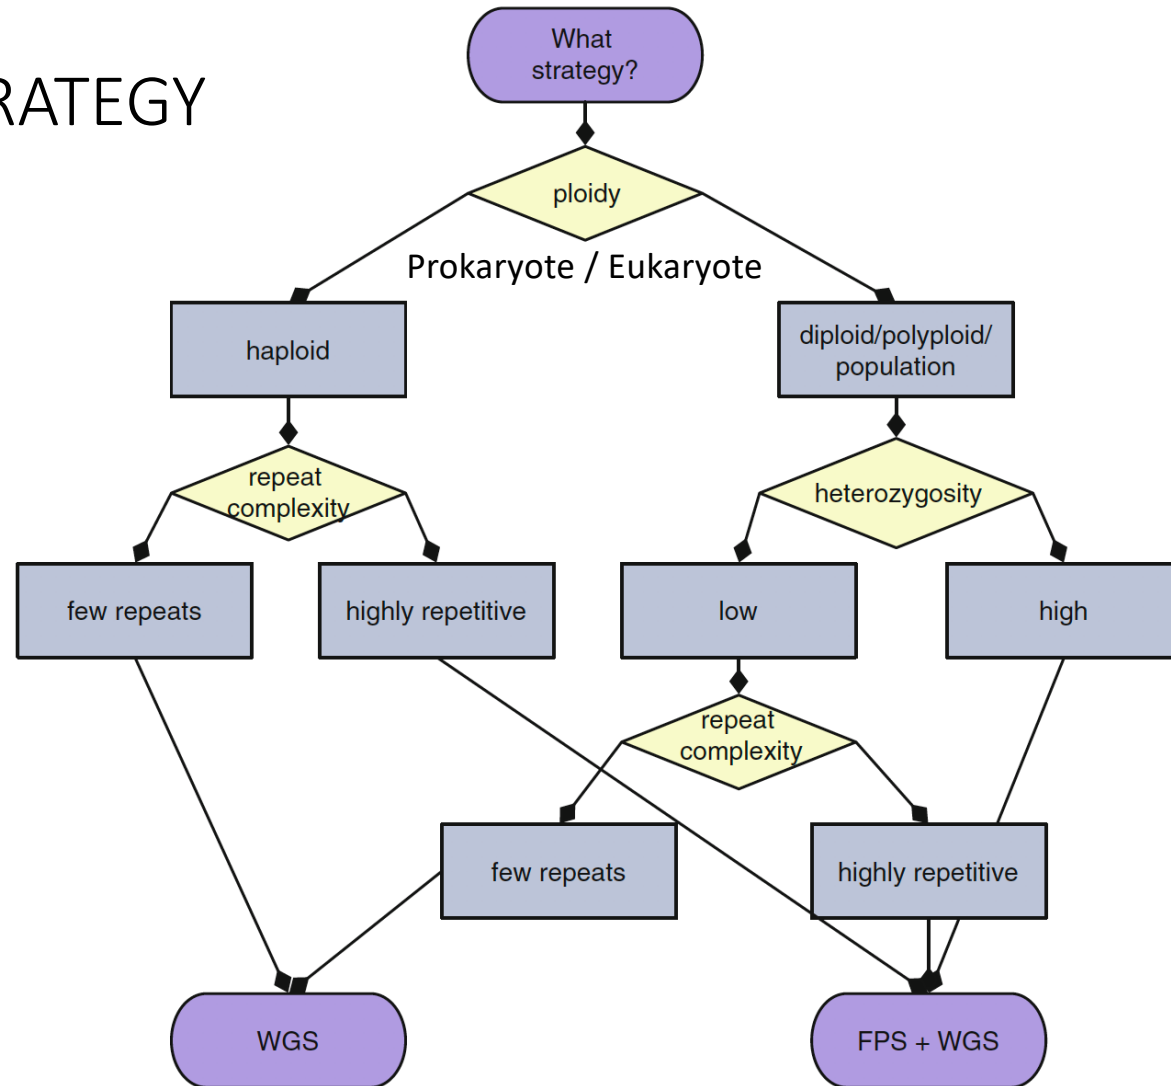 What
strategy?
RATEGY
ploidy
Prokaryote / Eukaryote
haploid
diploid/polyploid/
population
repeat
complexity
heterozygosity
few repeats
highly repetitive
low
high
repeat
complexity
few repeats
highly repetitive
WGS
FPS + WGS